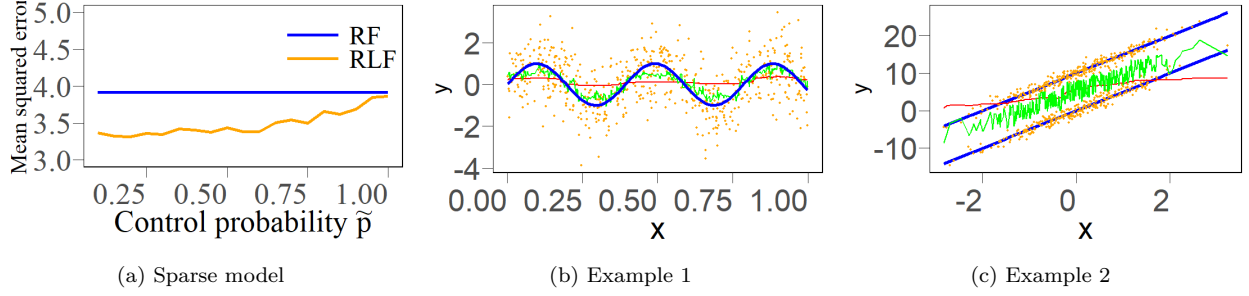 Mean squared error
5.0
4.5
4.0
3.5
3.0
RF
RLF
0.25 0.50 0.75 1.00
Control probability p̃
(a) Sparse model
y
2
0
-2
-4
0.00 0.25 0.50 0.75 1.00
x
(b) Example 1
y
20
10
0
-10
-2 0 2
x
(c) Example 2